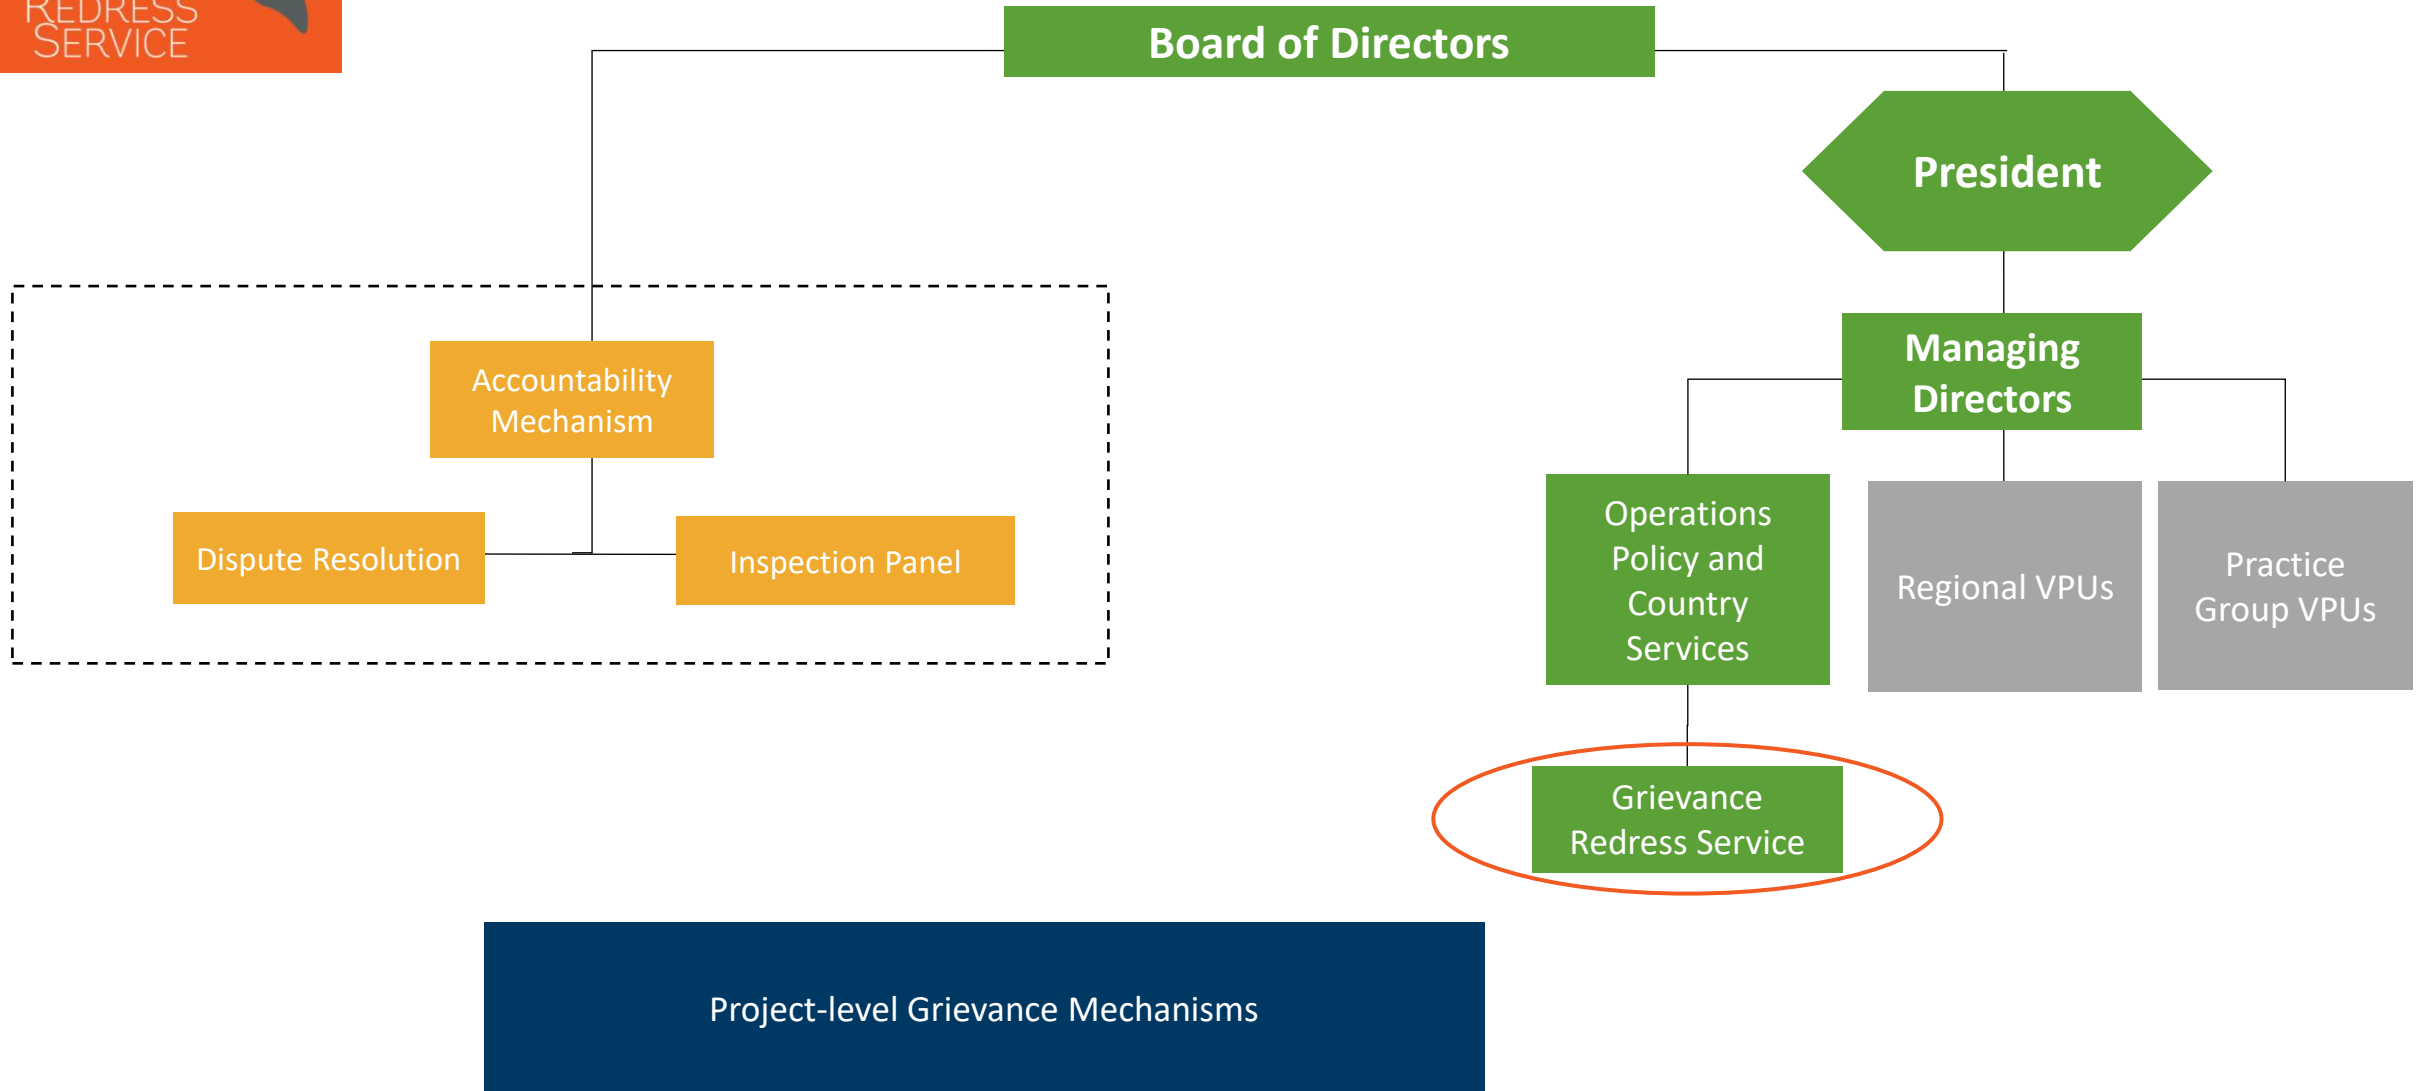 REDRESS
SERVICE
Board of Directors
President
Managing
Directors
Accountability
Mechanism
Dispute Resolution
Inspection Panel
Operations
Policy and
Country
Services
Regional VPUs
Practice
Group VPUs
Grievance
Redress Service
Project-level Grievance Mechanisms